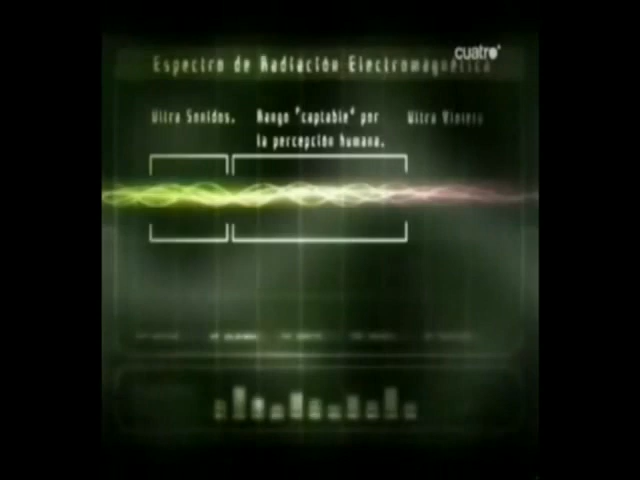 cuatro
Espectro de Radiación Electromagnética
Ultra Sonidos. Rango "captable" por Ultra Violeta
la percepción humana.